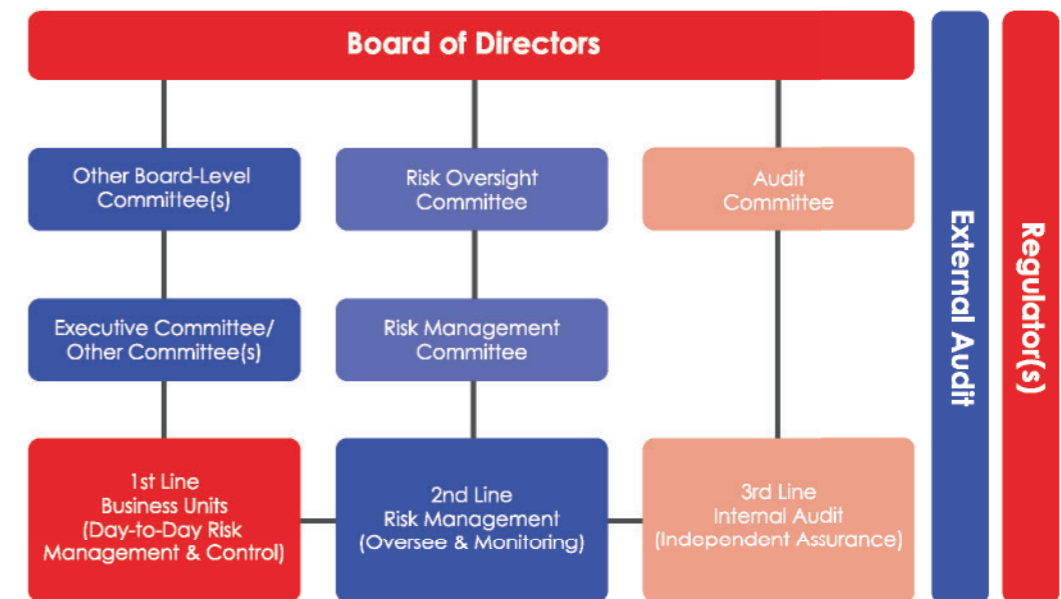 Board of Directors
Other Board-Level
Committee(s)
Risk Oversight
Committee
Audit
Committee
Executive Committee/
Other Committee(s)
Risk Management
Committee
1st Line
Business Units
(Day-to-Day Risk
Management & Control)
2nd Line
Risk Management
(Oversee & Monitoring)
3rd Line
Internal Audit
(Independent Assurance)
External Audit
Regulator(s)